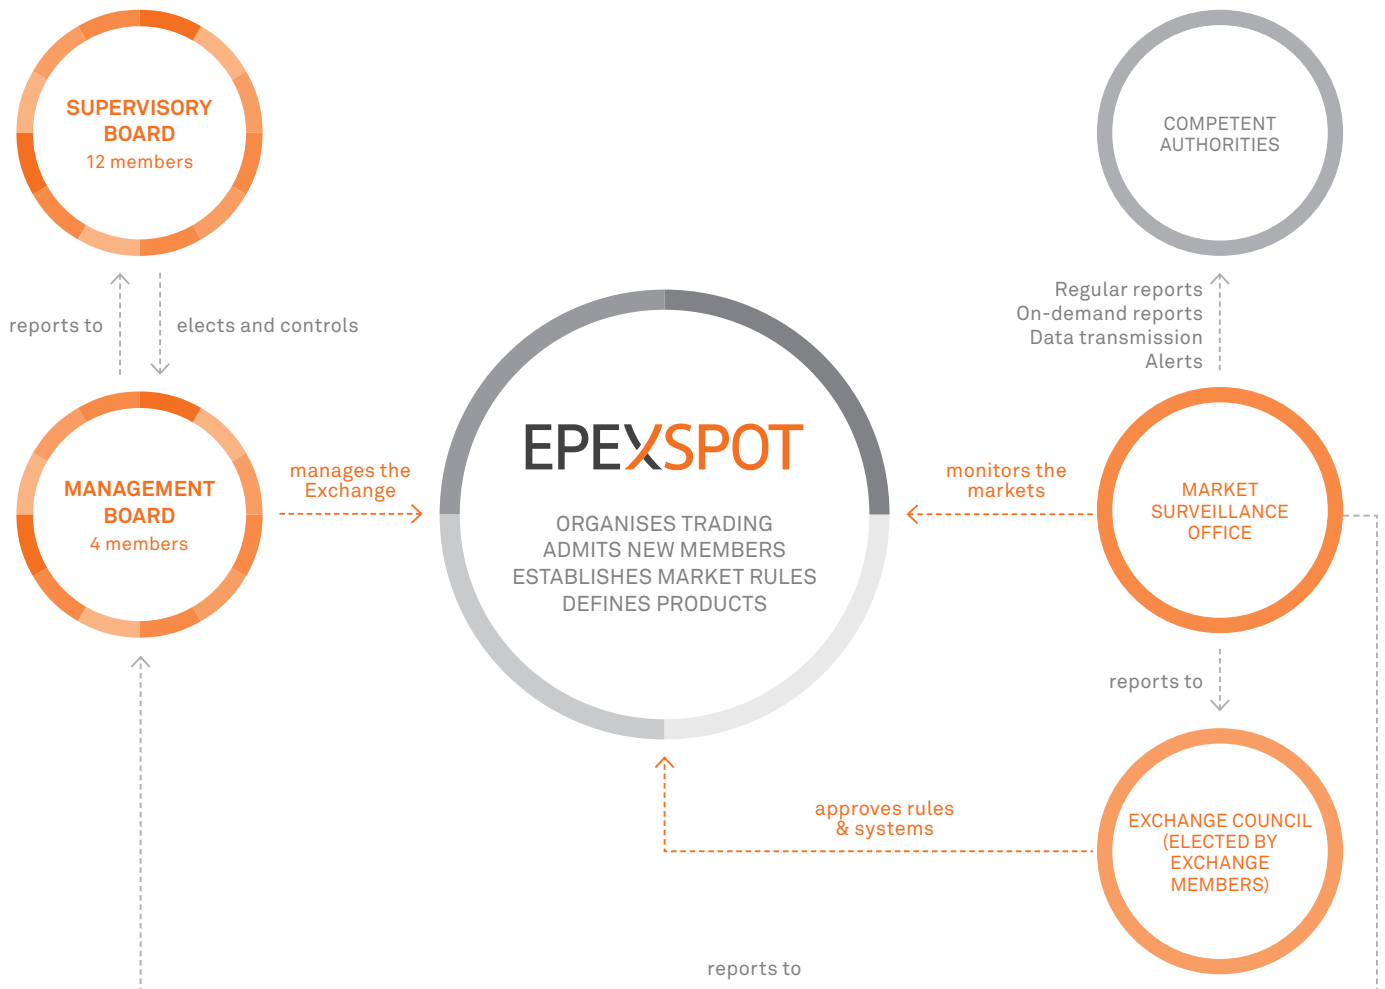 SUPERVISORY
BOARD
12 members
COMPETENT
AUTHORITIES
reports to
elects and controls
Regular reports
On-demand reports
Data transmission
Alerts
MANAGEMENT
BOARD
4 members
manages the
Exchange
EPEXSPOT
ORGANISES TRADING
ADMITS NEW MEMBERS
ESTABLISHES MARKET RULES
DEFINES PRODUCTS
monitors the
markets
MARKET
SURVEILLANCE
OFFICE
reports to
approves rules
& systems
EXCHANGE COUNCIL
(ELECTED BY
EXCHANGE
MEMBERS)
reports to